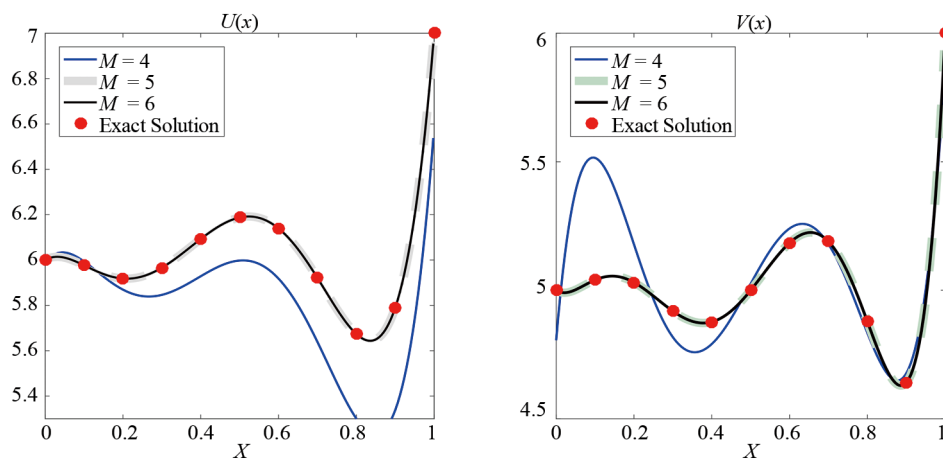 U(x)
7
6.8
6.6
6.4
6.2
6
5.8
5.6
5.4
0
0.2
0.4
0.6
0.8
1
X
M = 4
M = 5
M = 6
Exact Solution
V(x)
6
5.5
5
4.5
0
0.2
0.4
0.6
0.8
1
X
M = 4
M = 5
M = 6
Exact Solution